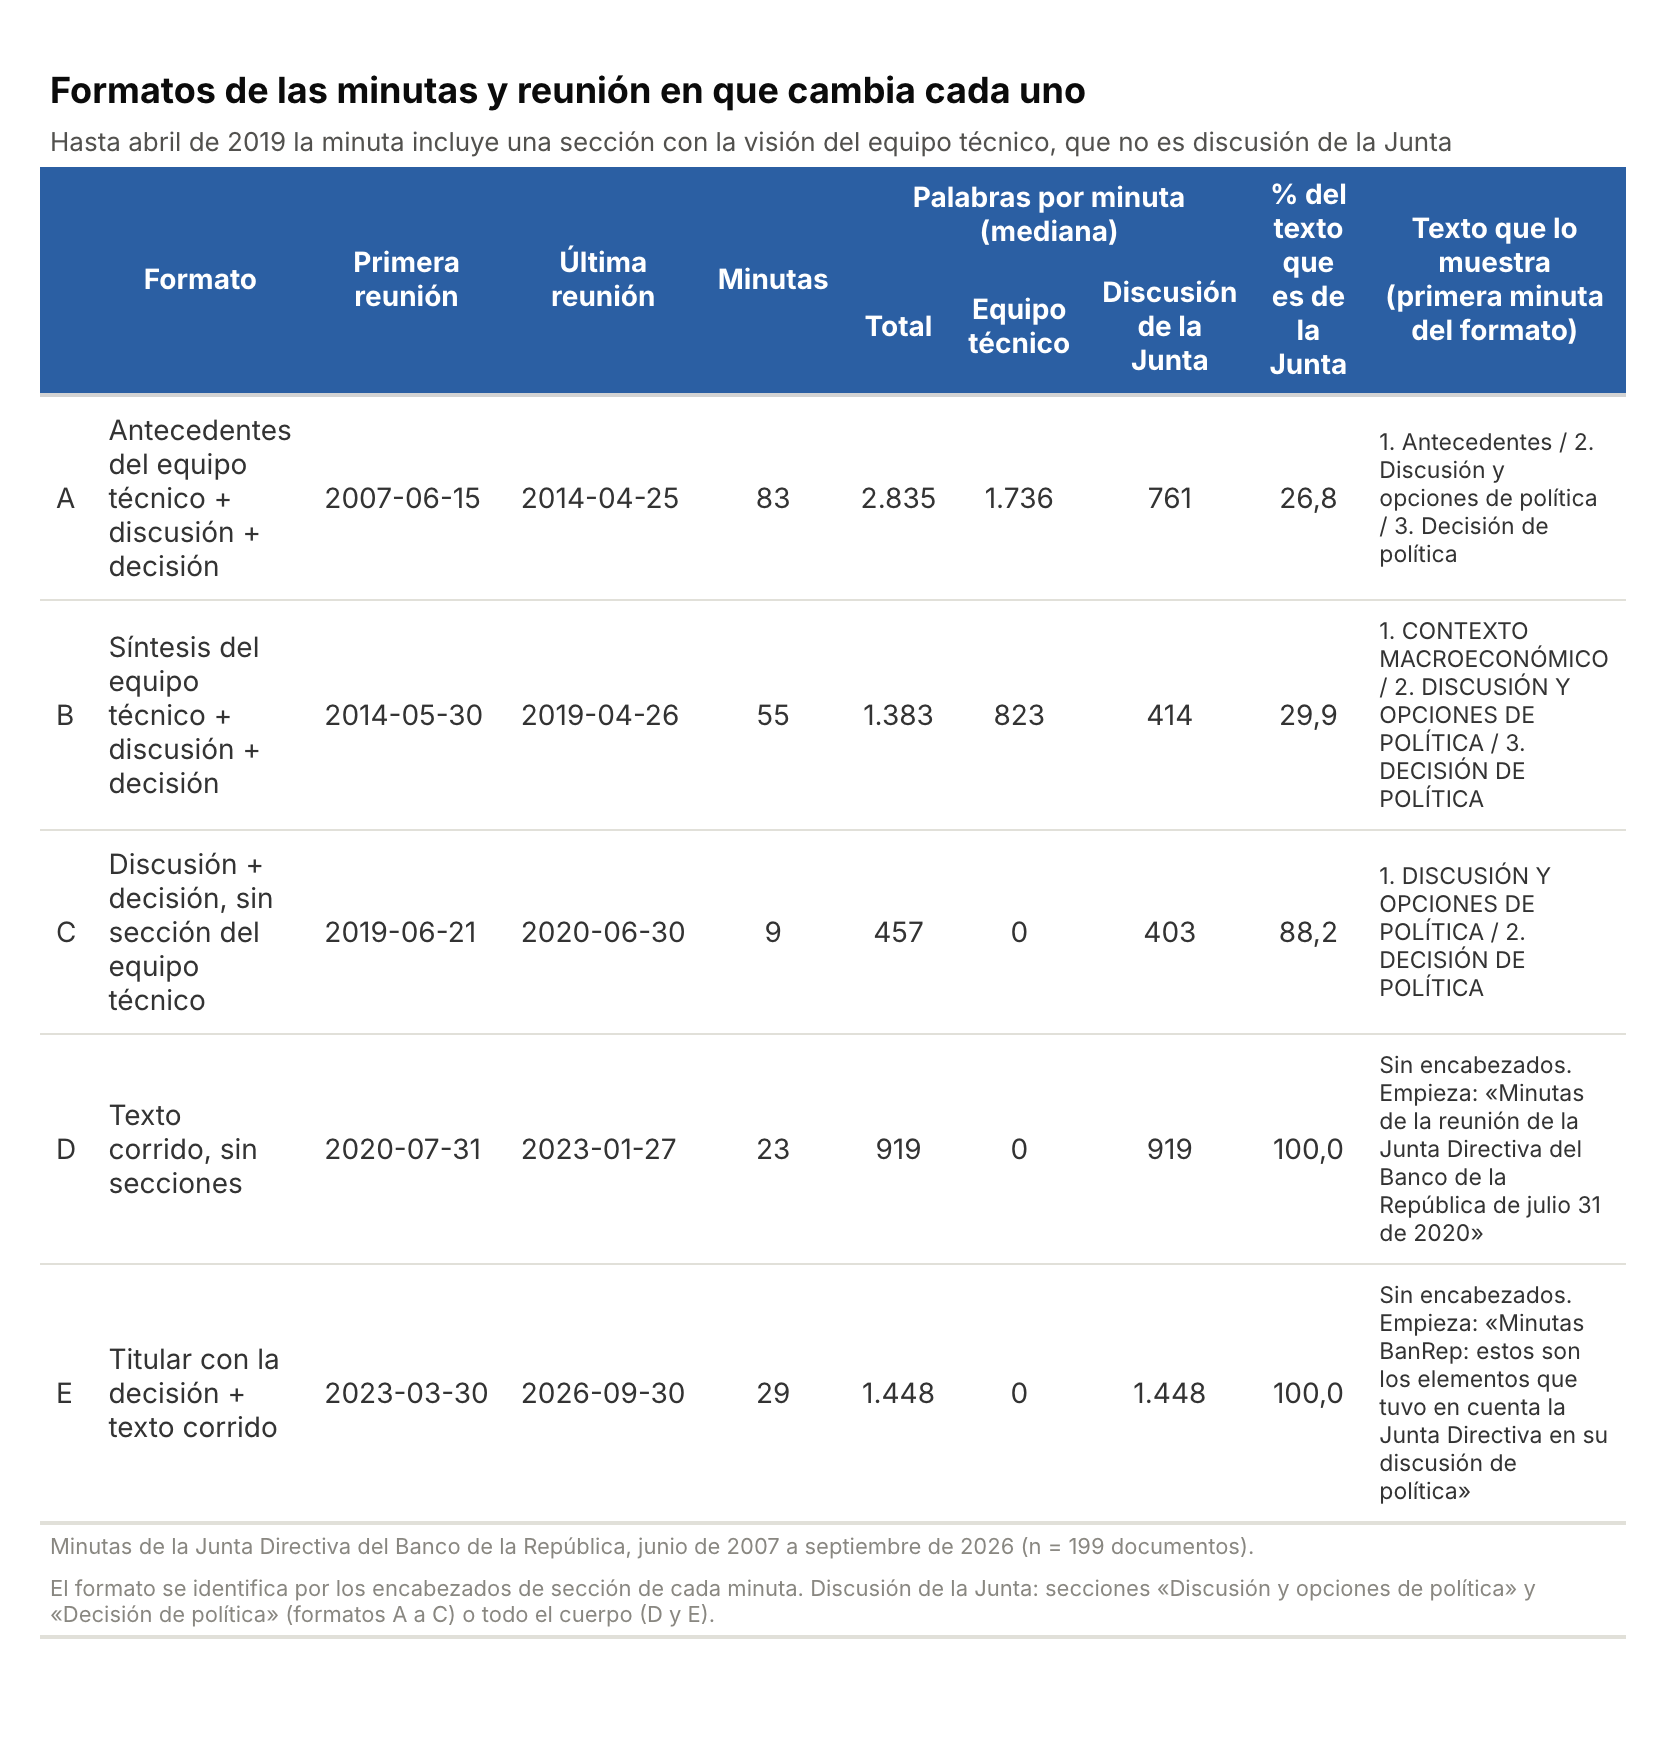 Formatos de las minutas y reunión en que cambia cada uno
Hasta abril de 2019 la minuta incluye una sección con la visión del equipo técnico, que no es discusión de la Junta
Formato
Primera
reunión
Última
reunión
Minutas
Palabras por minuta
(mediana)
Total
Equipo
técnico
Discusión
de la
Junta
% del
texto
que
es de
la
Junta
Texto que lo
muestra
(primera minuta
del formato)
A
Antecedentes
del equipo
técnico +
discusión +
decisión
2007-06-15
2014-04-25
83
2.835
1.736
761
26,8
1. Antecedentes / 2.
Discusión y
opciones de política
/ 3. Decisión de
política
B
Síntesis del
equipo
técnico +
discusión +
decisión
2014-05-30
2019-04-26
55
1.383
823
414
29,9
1. CONTEXTO
MACROECONÓMICO
/ 2. DISCUSIÓN Y
OPCIONES DE
POLÍTICA / 3.
DECISIÓN DE
POLÍTICA
C
Discusión +
decisión, sin
sección del
equipo
técnico
2019-06-21
2020-06-30
9
457
0
403
88,2
1. DISCUSIÓN Y
OPCIONES DE
POLÍTICA / 2.
DECISIÓN DE
POLÍTICA
D
Texto
corrido, sin
secciones
2020-07-31
2023-01-27
23
919
0
919
100,0
Sin encabezados.
Empieza: «Minutas
de la reunión de la
Junta Directiva del
Banco de la
República de julio 31
de 2020»
E
Titular con la
decisión +
texto corrido
2023-03-30
2026-09-30
29
1.448
0
1.448
100,0
Sin encabezados.
Empieza: «Minutas
BanRep: estos son
los elementos que
tuvo en cuenta la
Junta Directiva en su
discusión de
política»
Minutas de la Junta Directiva del Banco de la República, junio de 2007 a septiembre de 2026 (n = 199 documentos).
El formato se identifica por los encabezados de sección de cada minuta. Discusión de la Junta: secciones «Discusión y opciones de política» y
«Decisión de política» (formatos A a C) o todo el cuerpo (D y E).